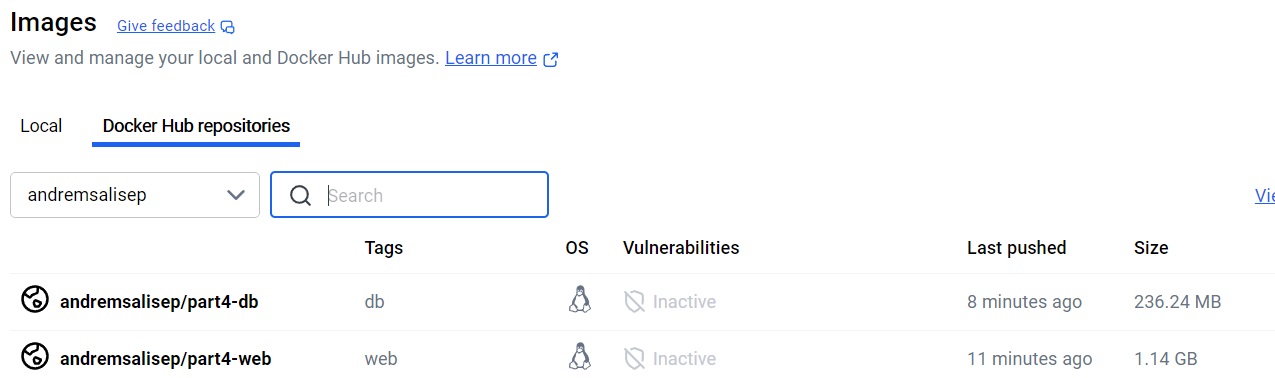 Images Give feedback
View and manage your local and Docker Hub images. Learn more
Local Docker Hub repositories
andremsalisep Search
Tags OS Vulnerabilities Last pushed Size
andremsalisep/part4-db db Inactive 8 minutes ago 236.24 MB
andremsalisep/part4-web web Inactive 11 minutes ago 1.14 GB